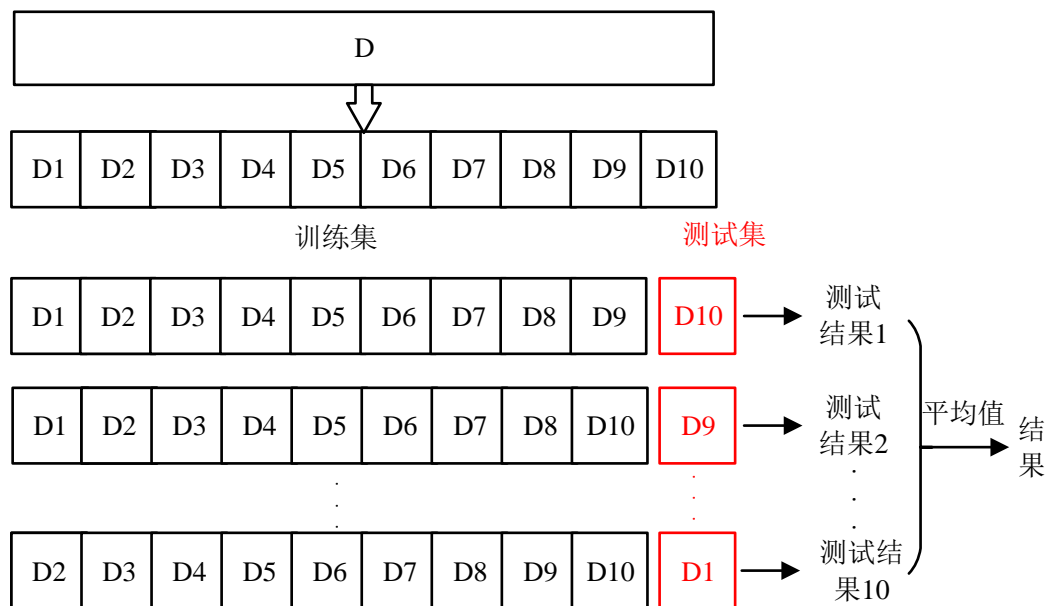 D
D1 D2 D3 D4 D5 D6 D7 D8 D9 D10
训练集 测试集
D1 D2 D3 D4 D5 D6 D7 D8 D9 D10 测试
结果1
D1 D2 D3 D4 D5 D6 D7 D8 D10 D9 测试
结果2
平均值 结
果
D2 D3 D4 D5 D6 D7 D8 D9 D10 D1 测试结
果10